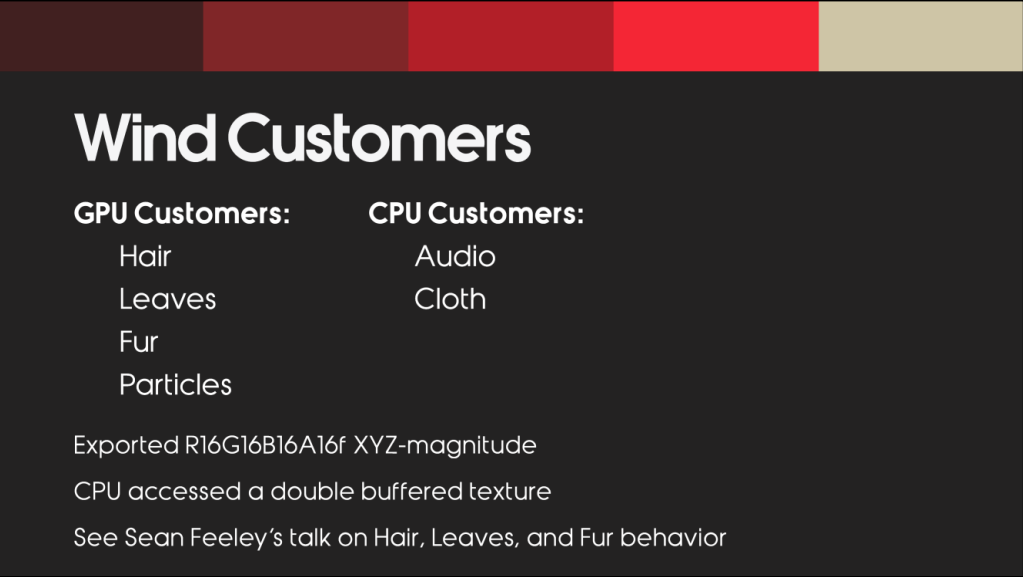 Wind Customers
GPU Customers:
Hair
Leaves
Fur
Particles
CPU Customers:
Audio
Cloth
Exported R16G16B16A16f XYZ-magnitude
CPU accessed a double buffered texture
See Sean Feeley's talk on Hair, Leaves, and Fur behavior